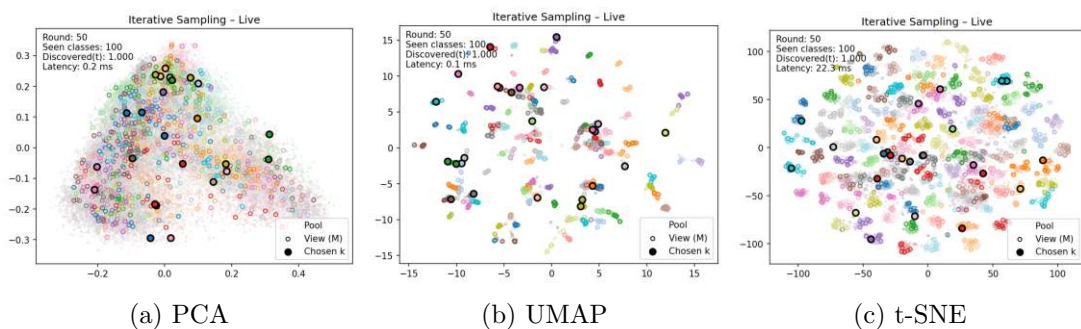 Iterative Sampling – Live
Round: 50
Seen classes: 100
Discovered(t): 1.000
Latency: 0.2 ms
0.3
0.2
0.1
0.0
−0.1
−0.2
−0.3
−0.2
0.0
0.2
0.4
Pool
View (M)
Chosen k
(a) PCA
Iterative Sampling – Live
Round: 50
Seen classes: 100
Discovered(t): 1.000
Latency: 0.1 ms
15
10
5
0
−5
−10
−15
−15
−10
−5
0
5
10
15
Pool
View (M)
Chosen k
(b) UMAP
Iterative Sampling – Live
Round: 50
Seen classes: 100
Discovered(t): 1.000
Latency: 22.3 ms
100
50
0
−50
−100
−100
−50
0
50
100
Pool
View (M)
Chosen k
(c) t-SNE